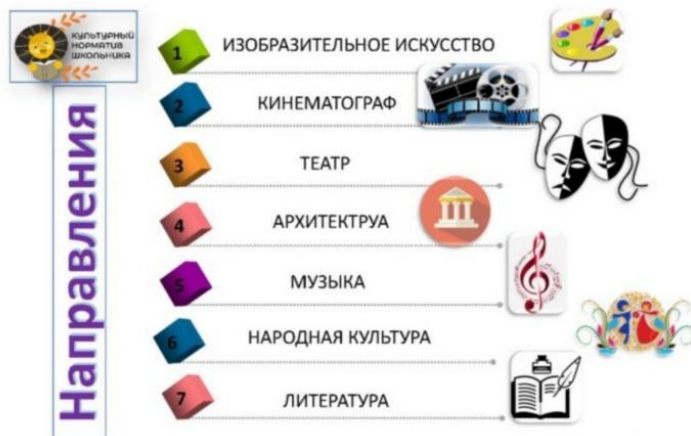 КУЛЬТУРНЫЙ
НОРМАТИВ
ШКОЛЬНИКА
Направления
1 ИЗОБРАЗИТЕЛЬНОЕ ИСКУССТВО
2 КИНЕМАТОГРАФ
3 ТЕАТР
4 АРХИТЕКТРУА
5 МУЗЫКА
6 НАРОДНАЯ КУЛЬТУРА
7 ЛИТЕРАТУРА